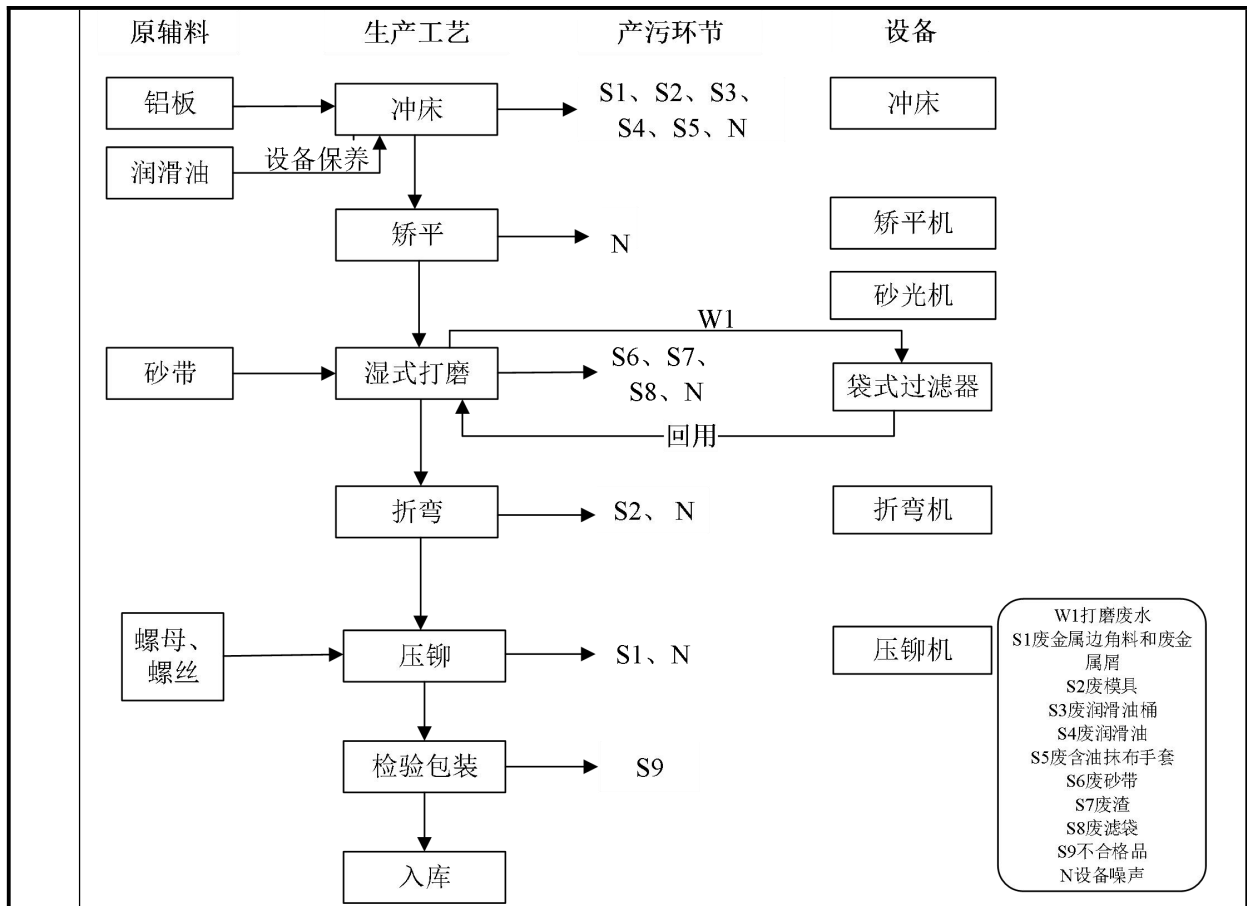 原辅料
生产工艺
产污环节
设备
铝板
冲床
S1、S2、S3、
S4、S5、N
冲床
润滑油
设备保养
矫平
N
矫平机
砂光机
W1
砂带
湿式打磨
S6、S7、
S8、N
袋式过滤器
回用
折弯
S2、 N
折弯机
螺母、
螺丝
压铆
S1、N
压铆机
检验包装
S9
入库
W1打磨废水
S1废金属边角料和废金
属屑
S2废模具
S3废润滑油桶
S4废润滑油
S5废含油抹布手套
S6废砂带
S7废渣
S8废滤袋
S9不合格品
N设备噪声